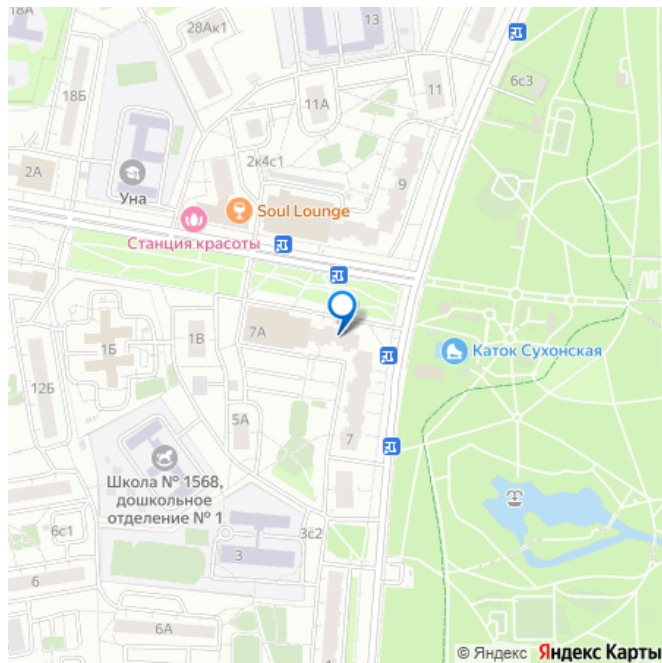 18А
13
28Ак1
6с3
18Б
11
11А
2к4с1
2А
Уна
9
Soul Lounge
Станция красоты
7А
1Б
1В
Каток Сухонская
12Б
5А
7
Школа № 1568,
дошкольное
отделение № 1
6с1
3с2
3
6
6А
1
© Яндекс Яндекс Карты